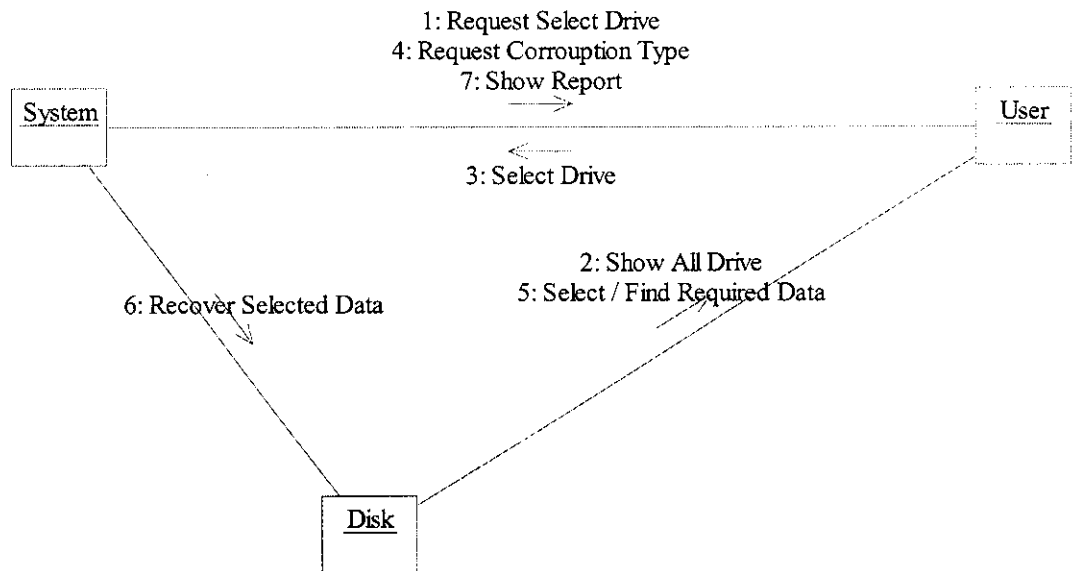 1: Request Select Drive
4: Request Corrouption Type
7: Show Report
System
User
3: Select Drive
2: Show All Drive
5: Select / Find Required Data
6: Recover Selected Data
Disk